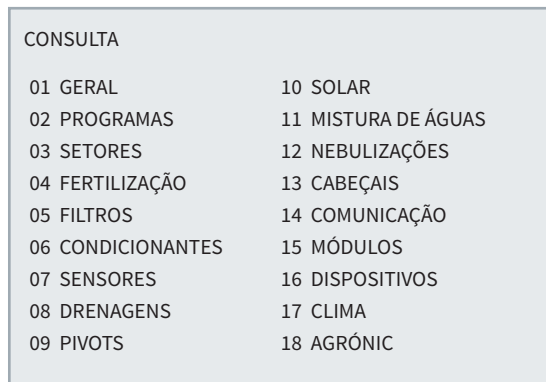 CONSULTA
01 GERAL
02 PROGRAMAS
03 SETORES
04 FERTILIZAÇÃO
05 FILTROS
06 CONDICIONANTES
07 SENSORES
08 DRENAGENS
09 PIVOTS
10 SOLAR
11 MISTURA DE ÁGUAS
12 NEBULIZAÇÕES
13 CABEÇAIS
14 COMUNICAÇÃO
15 MÓDULOS
16 DISPOSITIVOS
17 CLIMA
18 AGRÓNIC